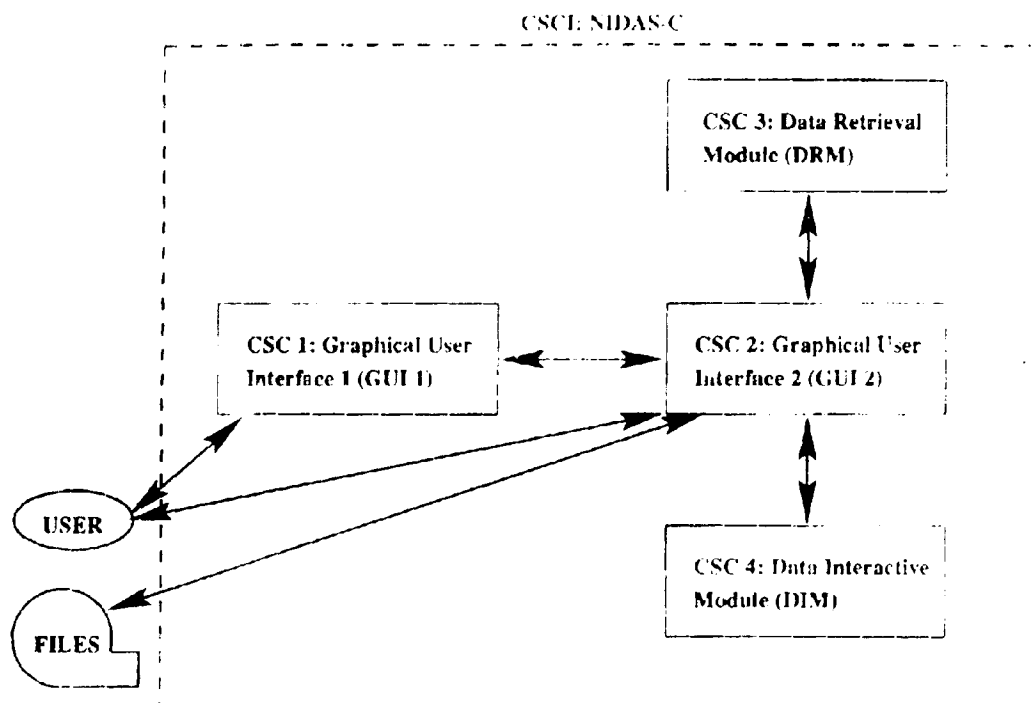 CSCI: NIDAS-C
CSC 3: Data Retrieval
Module (DRM)
CSC 1: Graphical User
Interface 1 (GUI 1)
CSC 2: Graphical User
Interface 2 (GUI 2)
USER
CSC 4: Data Interactive
Module (DIM)
FILES